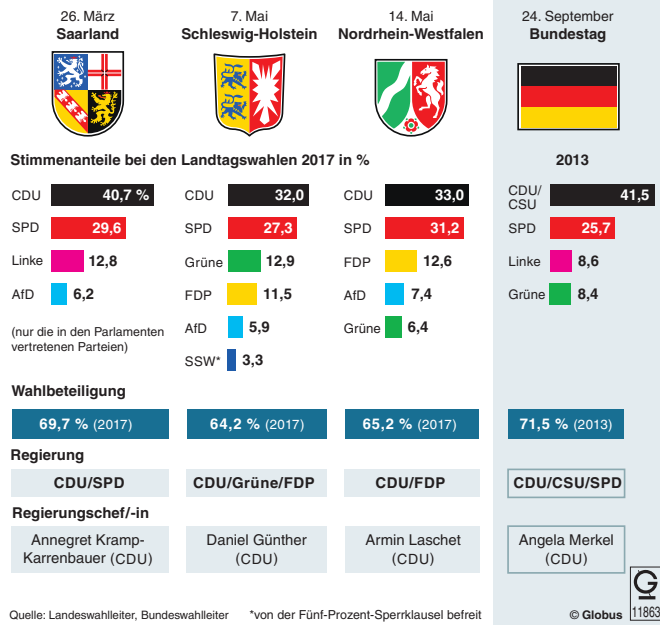 26. März
Saarland
7. Mai
Schleswig-Holstein
14. Mai
Nordrhein-Westfalen
24. September
Bundestag
Stimmenanteile bei den Landtagswahlen 2017 in %
2013
CDU 40,7 %
SPD 29,6
Linke 12,8
AfD 6,2
(nur die in den Parlamenten
vertretenen Parteien)
CDU 32,0
SPD 27,3
Grüne 12,9
FDP 11,5
AfD 5,9
SSW* 3,3
CDU 33,0
SPD 31,2
FDP 12,6
AfD 7,4
Grüne 6,4
CDU/
CSU 41,5
SPD 25,7
Linke 8,6
Grüne 8,4
Wahlbeteiligung
69,7 % (2017)
64,2 % (2017)
65,2 % (2017)
71,5 % (2013)
Regierung
CDU/SPD
CDU/Grüne/FDP
CDU/FDP
CDU/CSU/SPD
Regierungschef/-in
Annegret Kramp-
Karrenbauer (CDU)
Daniel Günther
(CDU)
Armin Laschet
(CDU)
Angela Merkel
(CDU)
Quelle: Landeswahlleiter, Bundeswahlleiter
*von der Fünf-Prozent-Sperrklausel befreit
© Globus
G
11863